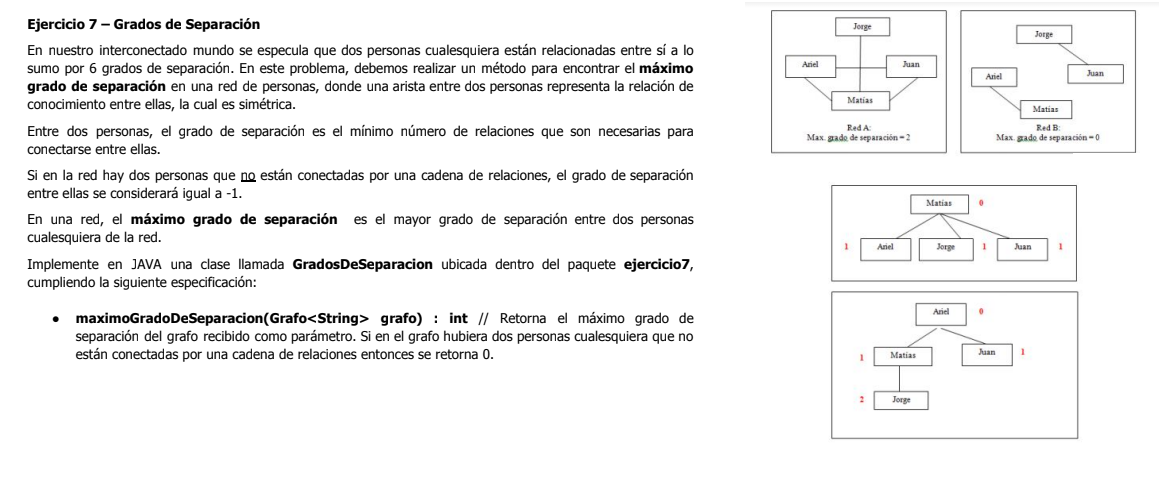 Ejercicio 7 – Grados de Separación
En nuestro interconectado mundo se especula que dos personas cualesquiera están relacionadas entre sí a lo
sumo por 6 grados de separación. En este problema, debemos realizar un método para encontrar el máximo
grado de separación en una red de personas, donde una arista entre dos personas representa la relación de
conocimiento entre ellas, la cual es simétrica.
Entre dos personas, el grado de separación es el mínimo número de relaciones que son necesarias para
conectarse entre ellas.
Si en la red hay dos personas que no están conectadas por una cadena de relaciones, el grado de separación
entre ellas se considerará igual a -1.
En una red, el máximo grado de separación es el mayor grado de separación entre dos personas
cualesquiera de la red.
Implemente en JAVA una clase llamada GradosDeSeparacion ubicada dentro del paquete ejercicio7,
cumpliendo la siguiente especificación:
● maximoGradoDeSeparacion(Grafo<String> grafo) : int // Retorna el máximo grado de
separación del grafo recibido como parámetro. Si en el grafo hubiera dos personas cualesquiera que no
están conectadas por una cadena de relaciones entonces se retorna 0.
Jorge
Ariel
Juan
Matías
Red A:
Max. grado de separación = 2
Jorge
Juan
Ariel
Matías
Red B:
Max. grado de separación = 0
Matías 0
1 Ariel Jorge 1 Juan 1
Ariel 0
1 Matías Juan 1
2 Jorge